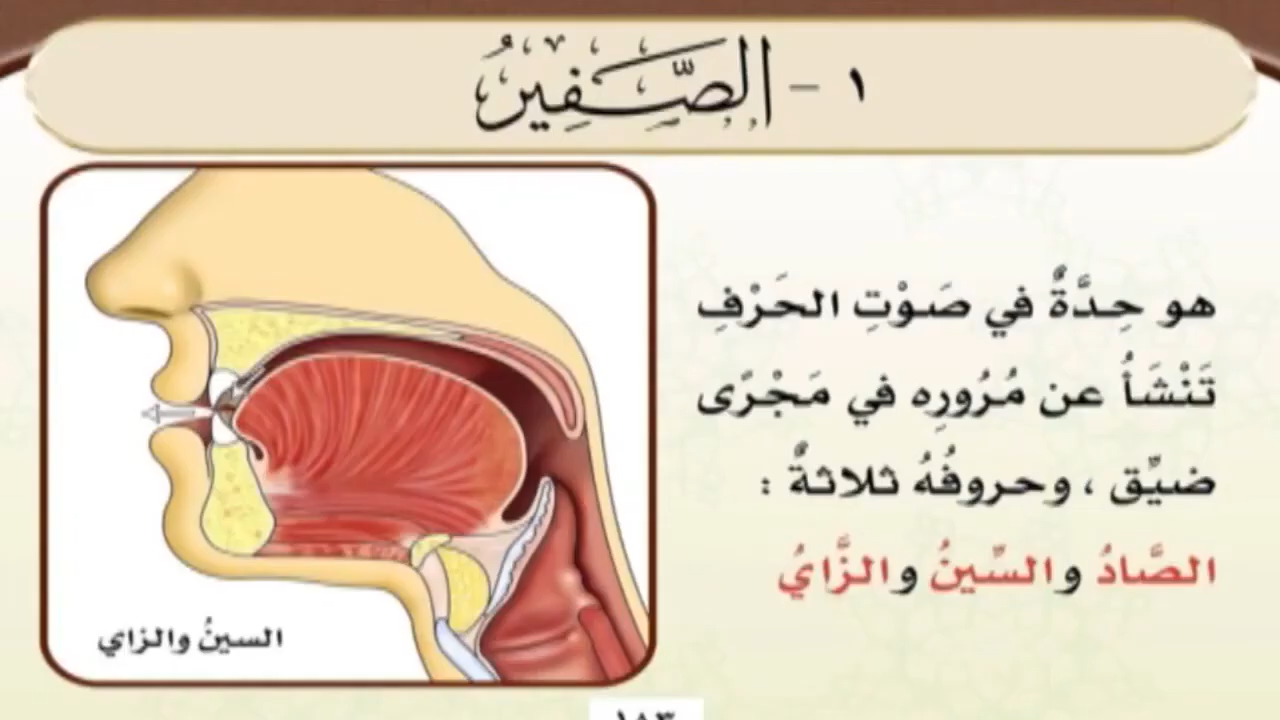 ١ - الصَّفِيرُ
هو حِدَّةٌ في صَوْتِ الحَرْفِ
تَنْشَأُ عن مُرُورِه في مَجْرًى
ضيِّق ، وحروفُهُ ثلاثةٌ :
الصَّادُ والسِّينُ والزَّايُ
السينُ والزاي